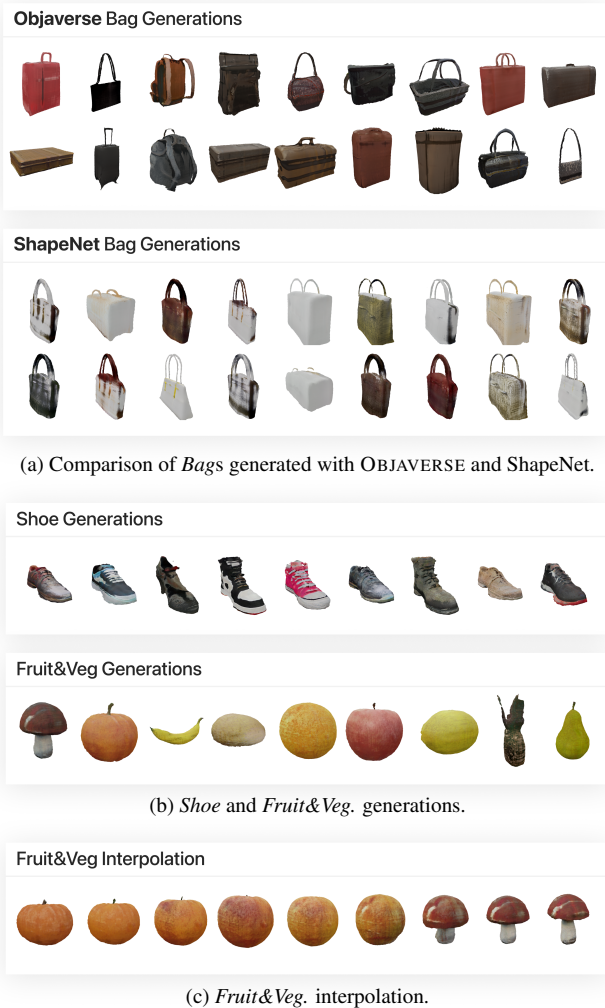 Objaverse Bag Generations
ShapeNet Bag Generations
(a) Comparison of Bags generated with OBJAVERSE and ShapeNet.
Shoe Generations
Fruit&Veg Generations
(b) Shoe and Fruit&Veg. generations.
Fruit&Veg Interpolation
(c) Fruit&Veg. interpolation.